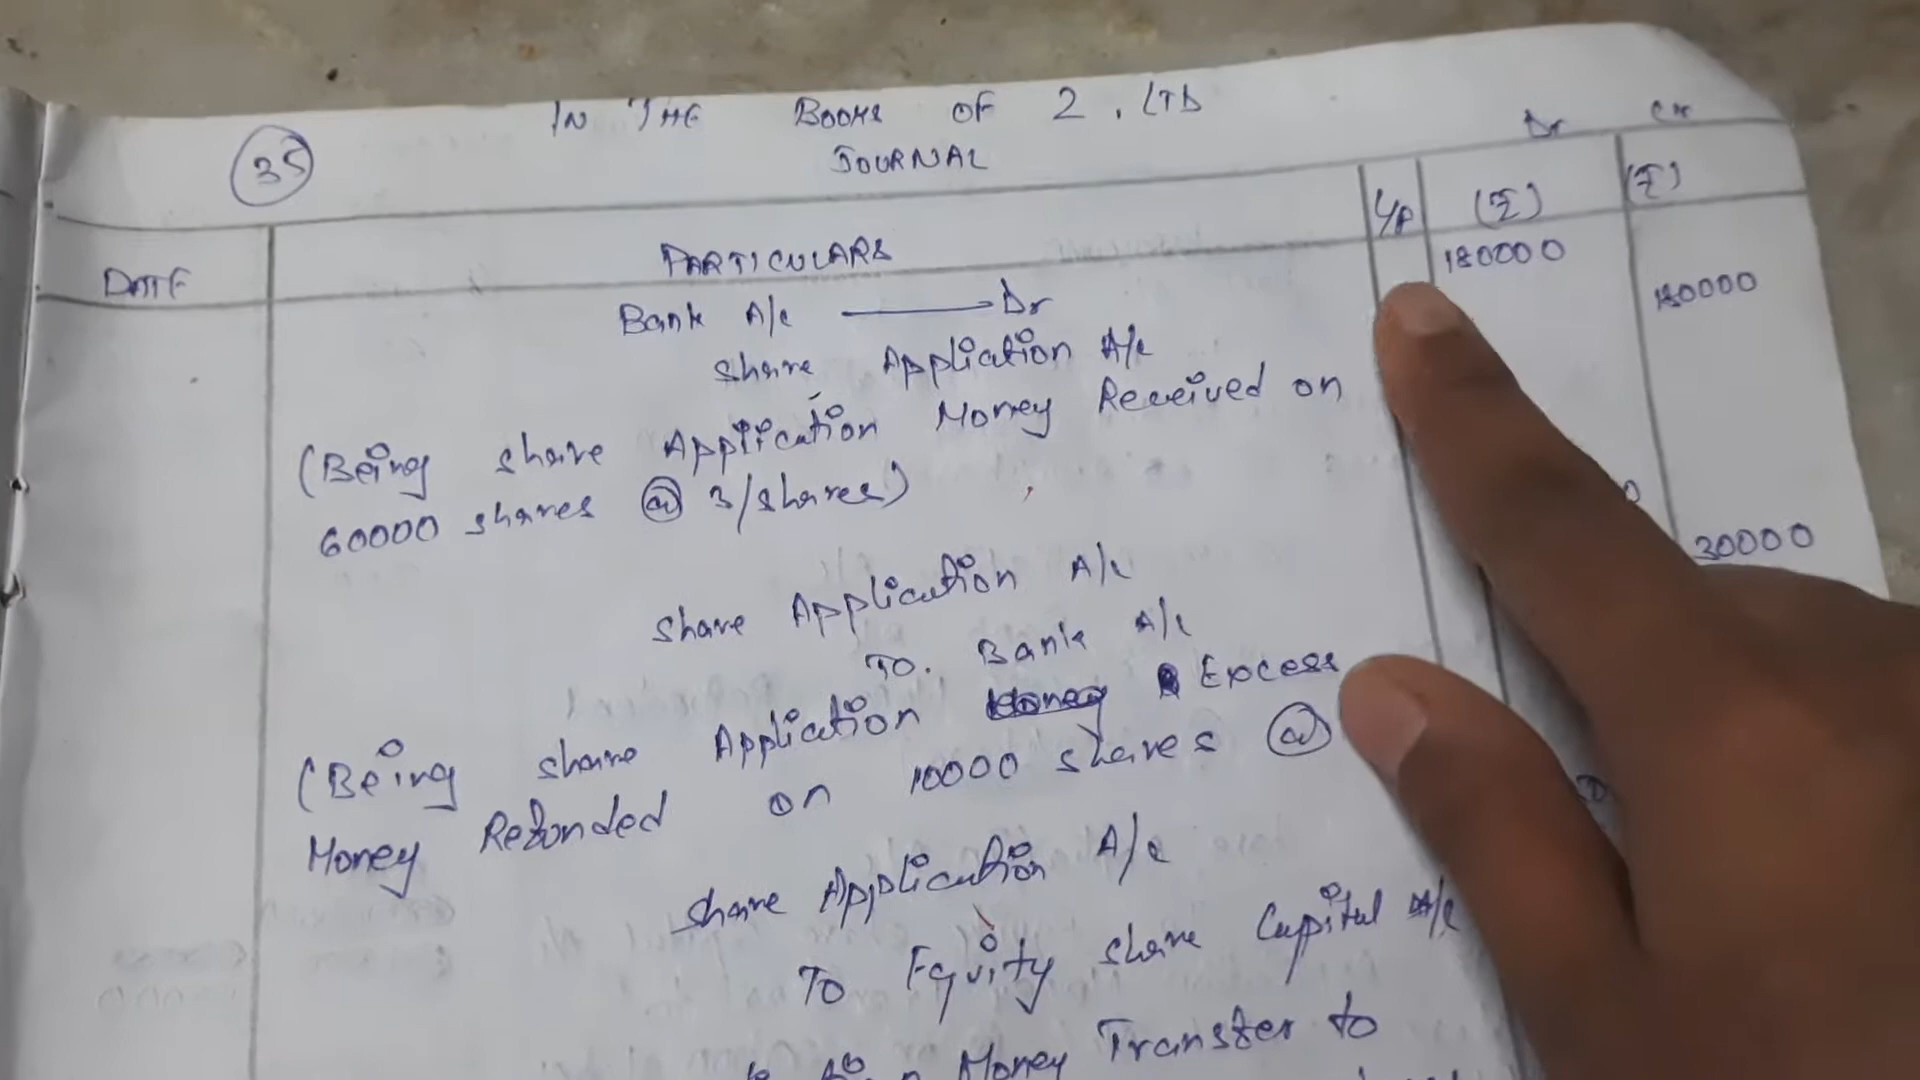 35
IN THE BOOKS OF Z. LTD
JOURNAL
Dr Cr
DATE PARTICULARS L/F (₹) (₹)
Bank A/c ——— Dr 180000
Share Application A/c 180000
(Being share Application Money Received on
60000 shares @ 3/shares)
Share Application A/c
TO. Bank A/c 30000
(Being share Application Excess
Money Refonded on 10000 shares @
Share Application A/c
To Equity share Capital A/c
Money Transfer to